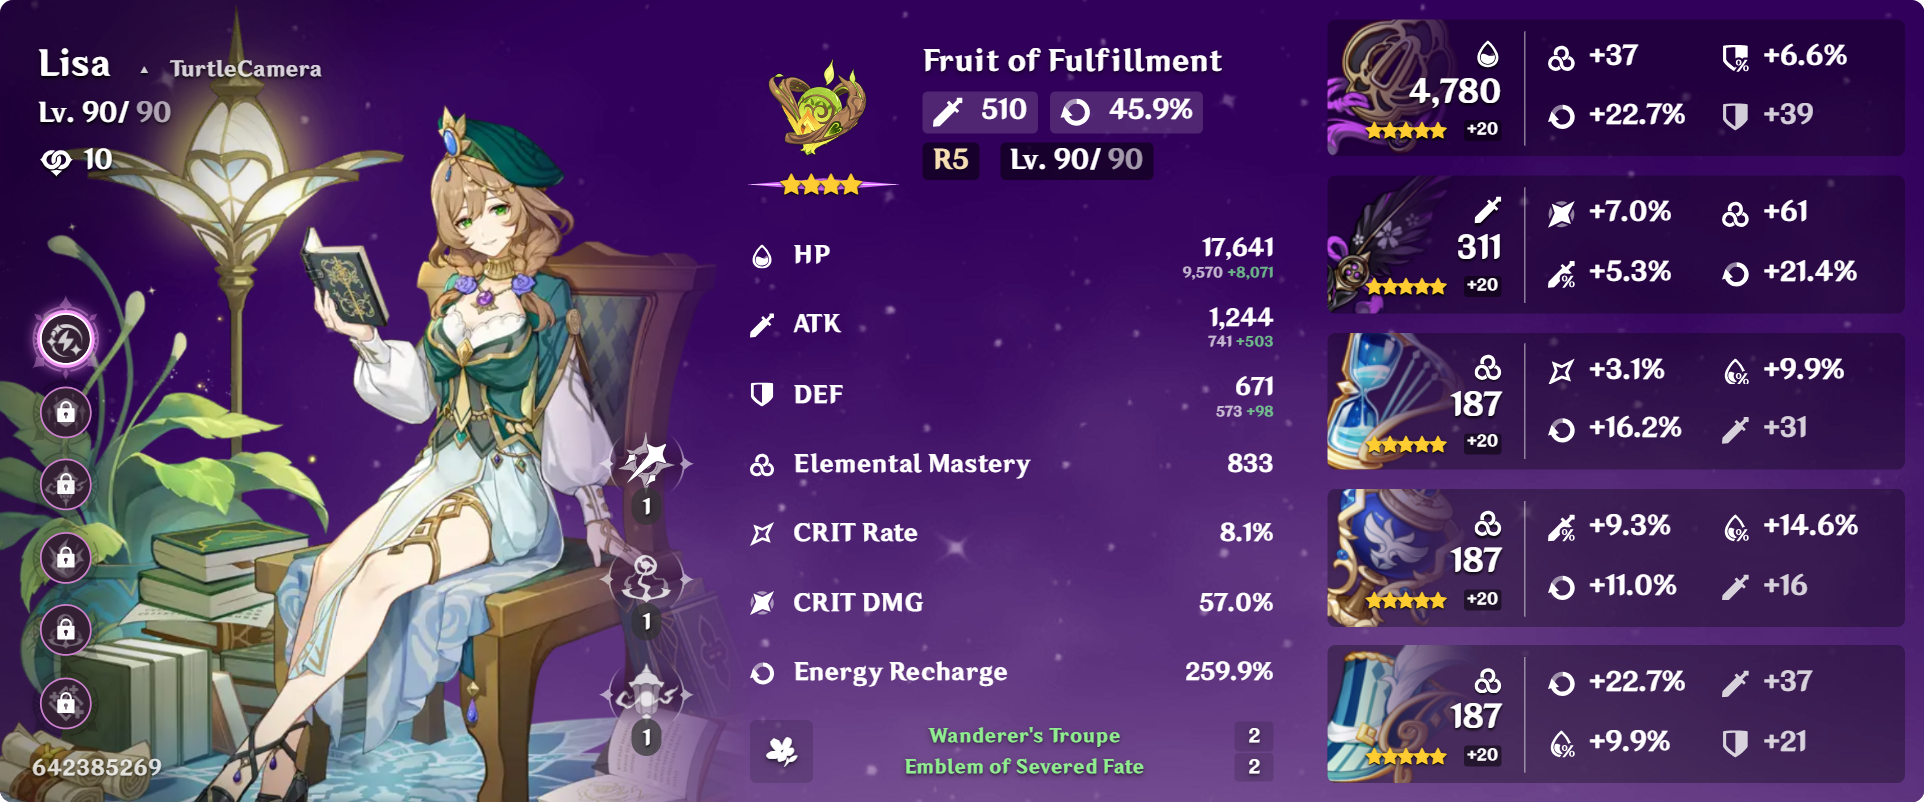 Lisa ▲ TurtleCamera
Lv. 90/ 90
10
1
1
1
642385269
Fruit of Fulfillment
510 45.9%
R5 Lv. 90/ 90
HP 17,641
9,570 +8,071
ATK 1,244
741 +503
DEF 671
573 +98
Elemental Mastery 833
CRIT Rate 8.1%
CRIT DMG 57.0%
Energy Recharge 259.9%
Wanderer's Troupe 2
Emblem of Severed Fate 2
4,780
+20
+37 +6.6%
+22.7% +39
311
+20
+7.0% +61
+5.3% +21.4%
187
+20
+3.1% +9.9%
+16.2% +31
187
+20
+9.3% +14.6%
+11.0% +16
187
+20
+22.7% +37
+9.9% +21